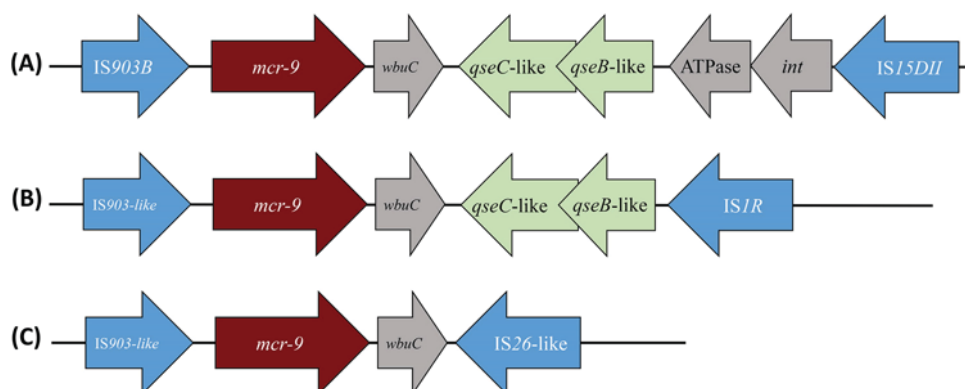 (A) IS903B mcr-9 wbuC qseC-like qseB-like ATPase int IS15DII
(B) IS903-like mcr-9 wbuC qseC-like qseB-like IS1R
(C) IS903-like mcr-9 wbuC IS26-like